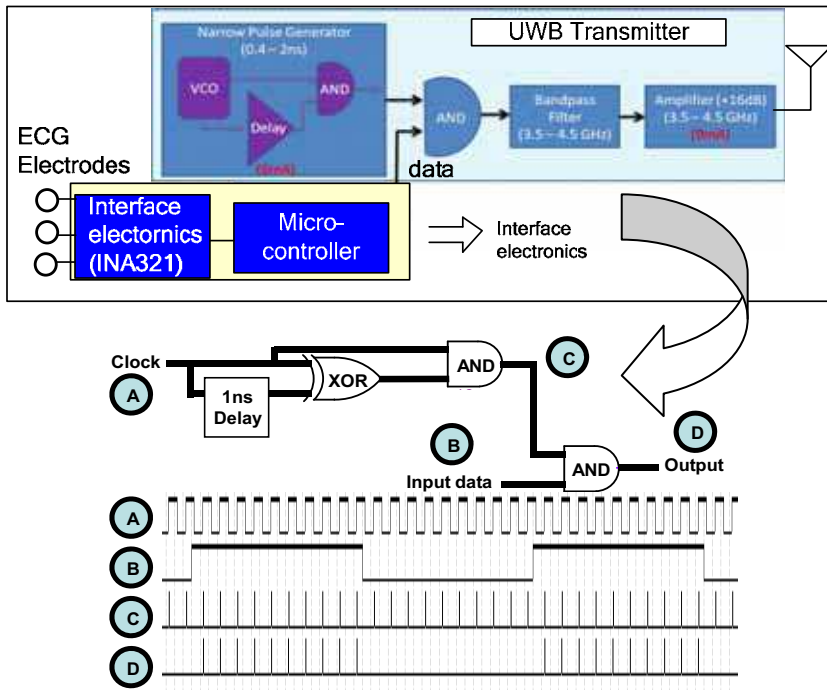 Narrow Pulse Generator
(0.4 – 2ns)
UWB Transmitter
VCO
AND
Delay
(8mA)
AND
Bandpass
Filter
(3.5 – 4.5 GHz)
Amplifier (+16dB)
(3.5 – 4.5 GHz)
data
ECG
Electrodes
Interface
electornics
(INA321)
Micro-
controller
Interface
electronics
Clock
A
1ns
Delay
XOR
AND
C
B
Input data
AND
D
Output
A
B
C
D